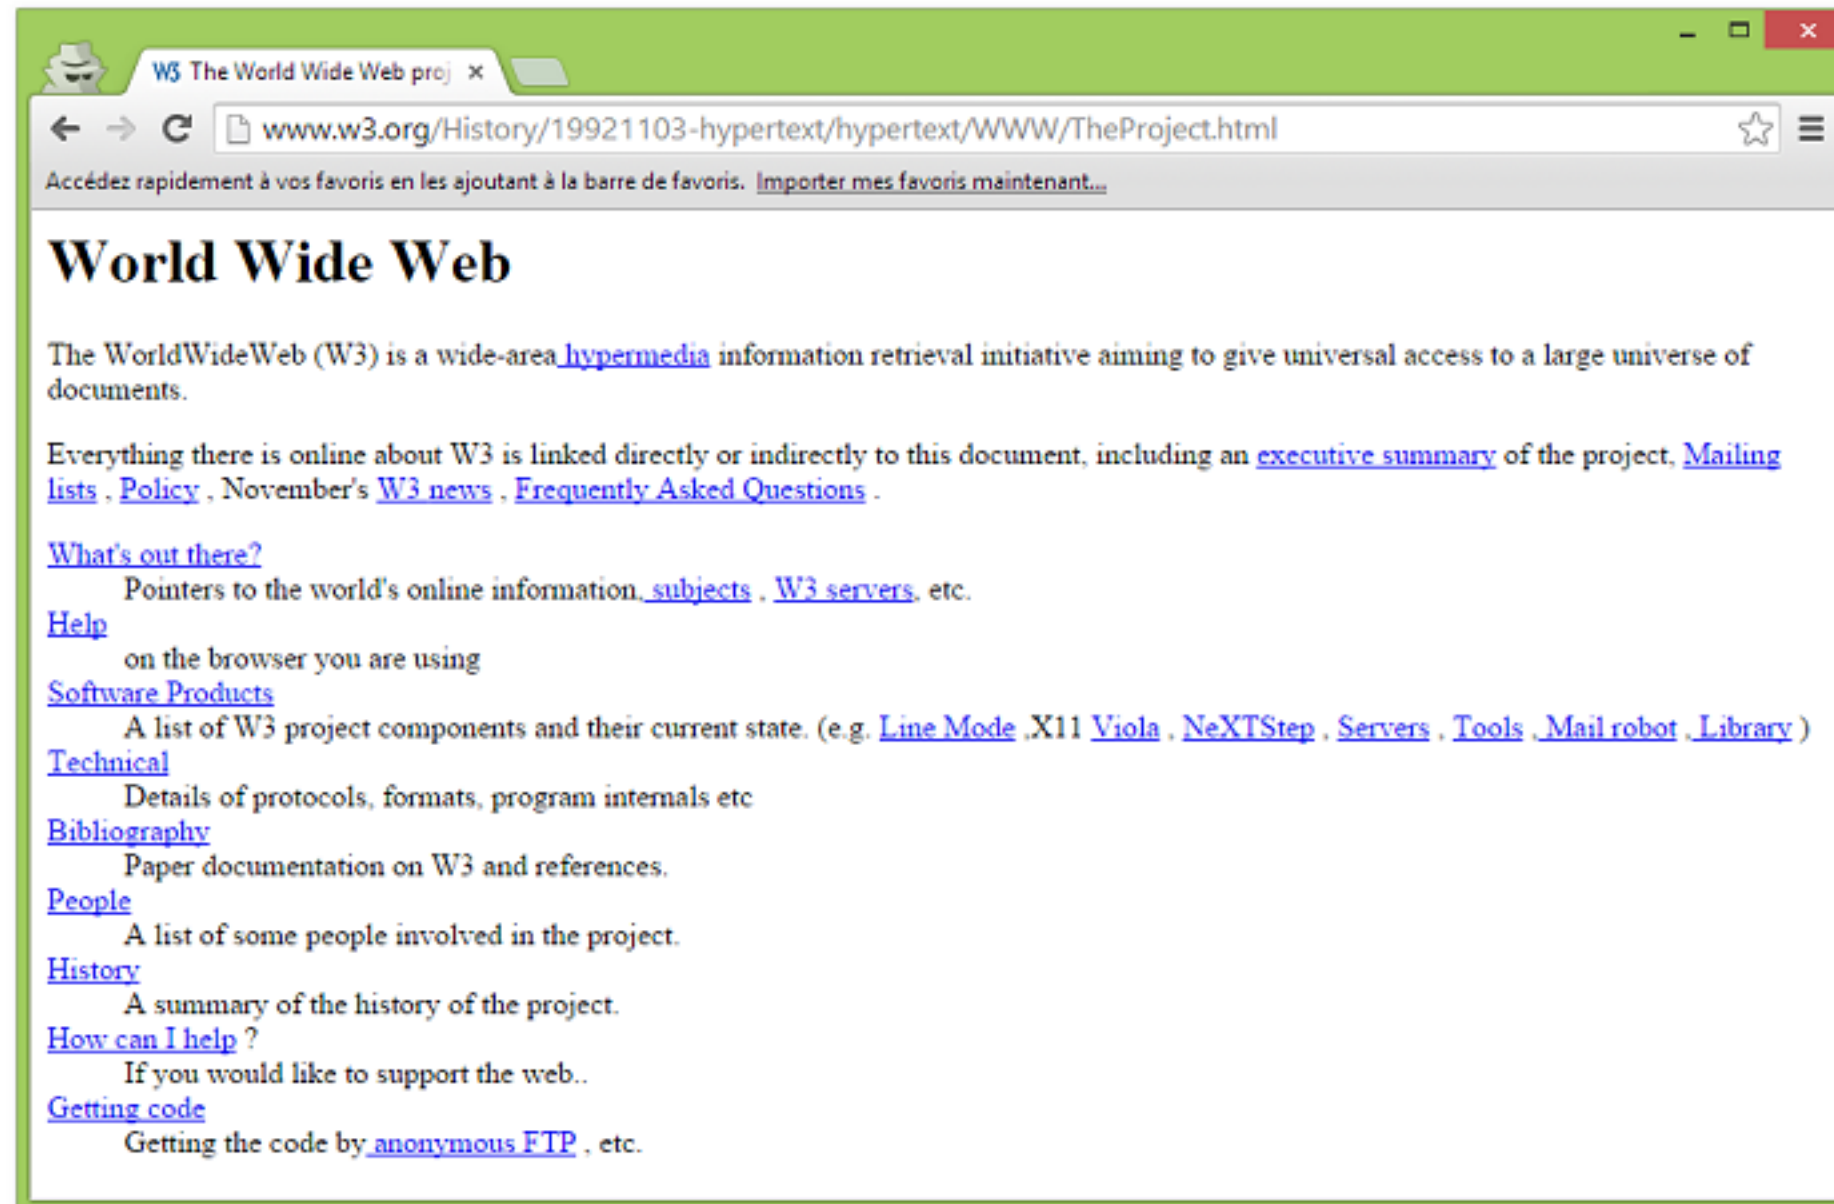 W3 The World Wide Web proj
www.w3.org/History/19921103-hypertext/hypertext/WWW/TheProject.html
Accédez rapidement à vos favoris en les ajoutant à la barre de favoris. Importer mes favoris maintenant...
World Wide Web
The WorldWideWeb (W3) is a wide-area hypermedia information retrieval initiative aiming to give universal access to a large universe of
documents.
Everything there is online about W3 is linked directly or indirectly to this document, including an executive summary of the project, Mailing
lists , Policy , November's W3 news , Frequently Asked Questions .
What's out there?
Pointers to the world's online information, subjects , W3 servers, etc.
Help
on the browser you are using
Software Products
A list of W3 project components and their current state. (e.g. Line Mode ,X11 Viola , NeXTStep , Servers , Tools , Mail robot , Library )
Technical
Details of protocols, formats, program internals etc
Bibliography
Paper documentation on W3 and references.
People
A list of some people involved in the project.
History
A summary of the history of the project.
How can I help ?
If you would like to support the web..
Getting code
Getting the code by anonymous FTP , etc.